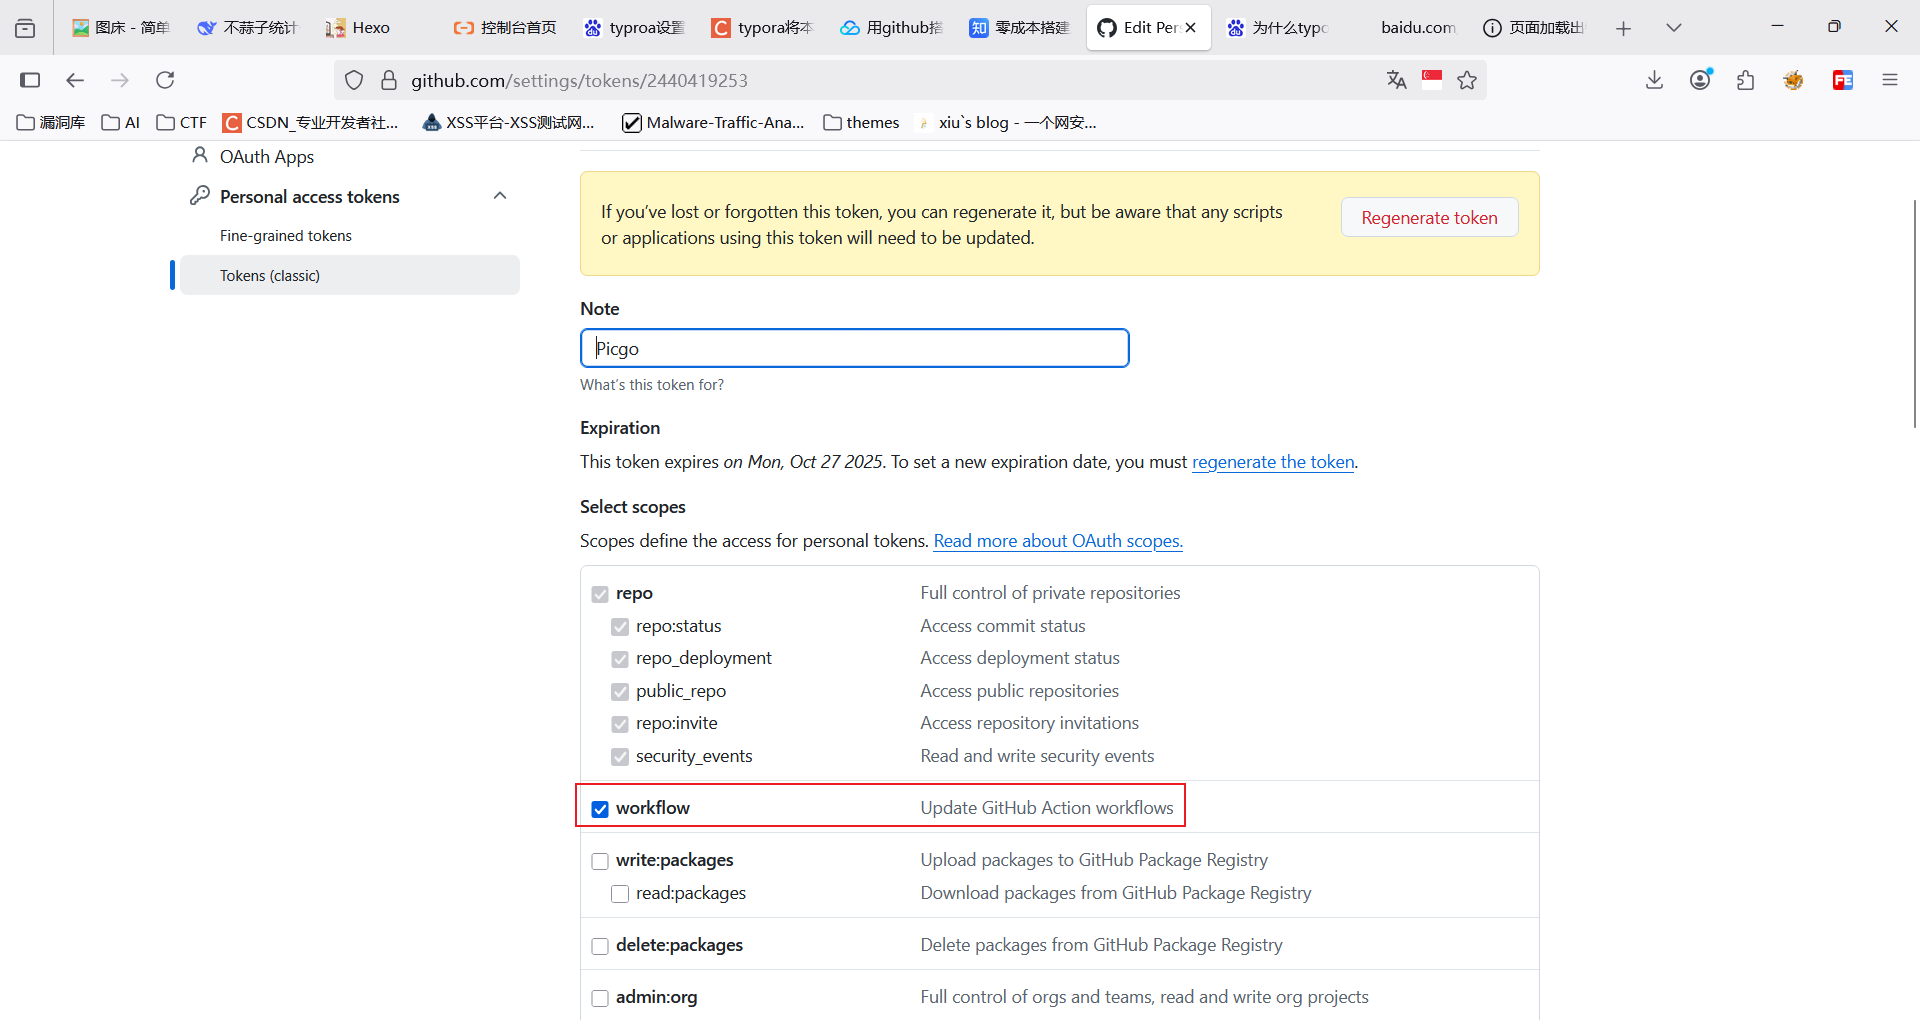 图床 - 简单
不蒜子统计
Hexo
控制台首页
typroa设置
typora将本
用github搭
零成本搭建
Edit Pers
为什么typo
baidu.com
页面加载出
github.com/settings/tokens/2440419253
漏洞库
AI
CTF
CSDN_专业开发者社...
XSS平台-XSS测试网...
Malware-Traffic-Ana...
themes
xiu`s blog - 一个网安...
OAuth Apps
Personal access tokens
Fine-grained tokens
Tokens (classic)
If you’ve lost or forgotten this token, you can regenerate it, but be aware that any scripts
or applications using this token will need to be updated.
Regenerate token
Note
Picgo
What’s this token for?
Expiration
This token expires on Mon, Oct 27 2025. To set a new expiration date, you must regenerate the token.
Select scopes
Scopes define the access for personal tokens. Read more about OAuth scopes.
repo Full control of private repositories
repo:status Access commit status
repo_deployment Access deployment status
public_repo Access public repositories
repo:invite Access repository invitations
security_events Read and write security events
workflow Update GitHub Action workflows
write:packages Upload packages to GitHub Package Registry
read:packages Download packages from GitHub Package Registry
delete:packages Delete packages from GitHub Package Registry
admin:org Full control of orgs and teams, read and write org projects